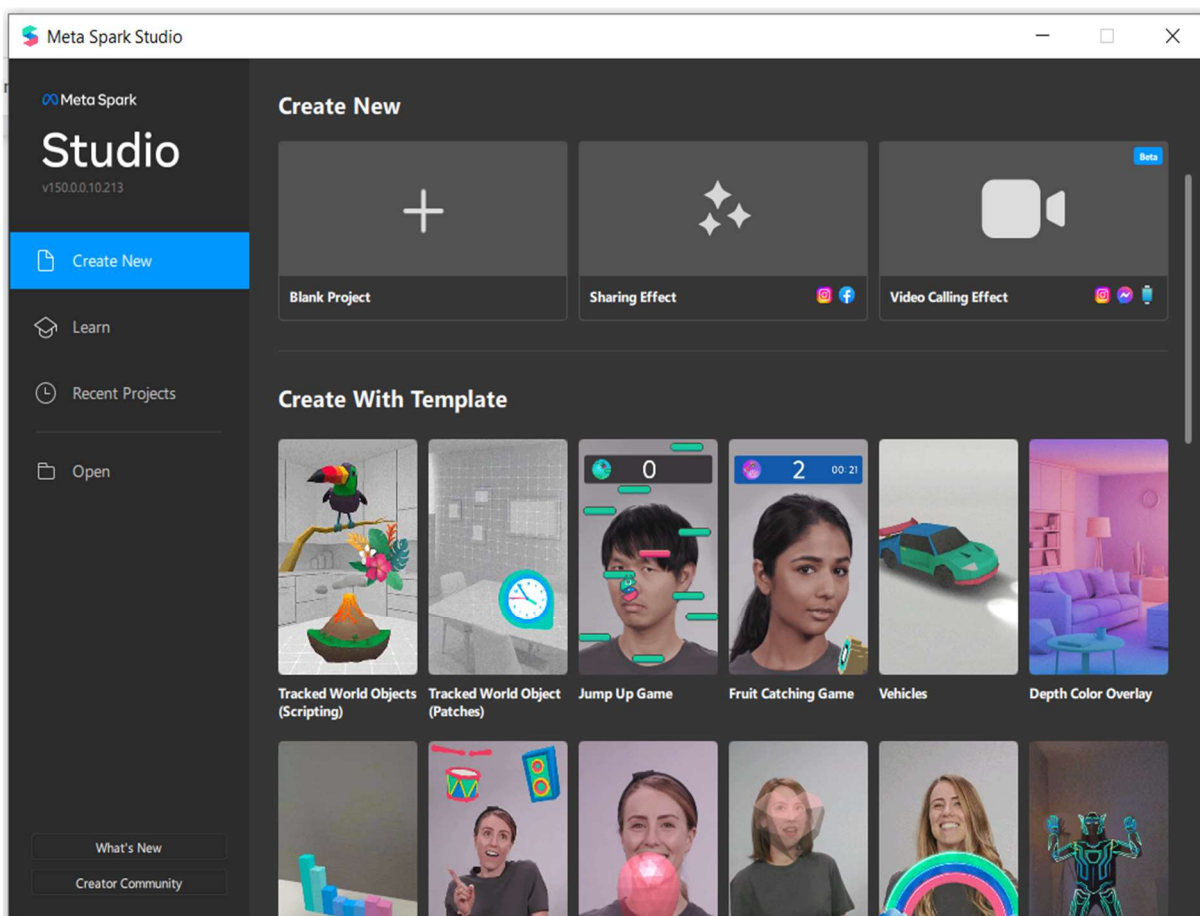 Meta Spark Studio
Meta Spark
Studio
v150.0.0.10.213
Create New
Learn
Recent Projects
Open
What's New
Creator Community
Create New
Beta
Blank Project
Sharing Effect
Video Calling Effect
Create With Template
0
2 00:21
Tracked World Objects
(Scripting)
Tracked World Object
(Patches)
Jump Up Game
Fruit Catching Game
Vehicles
Depth Color Overlay